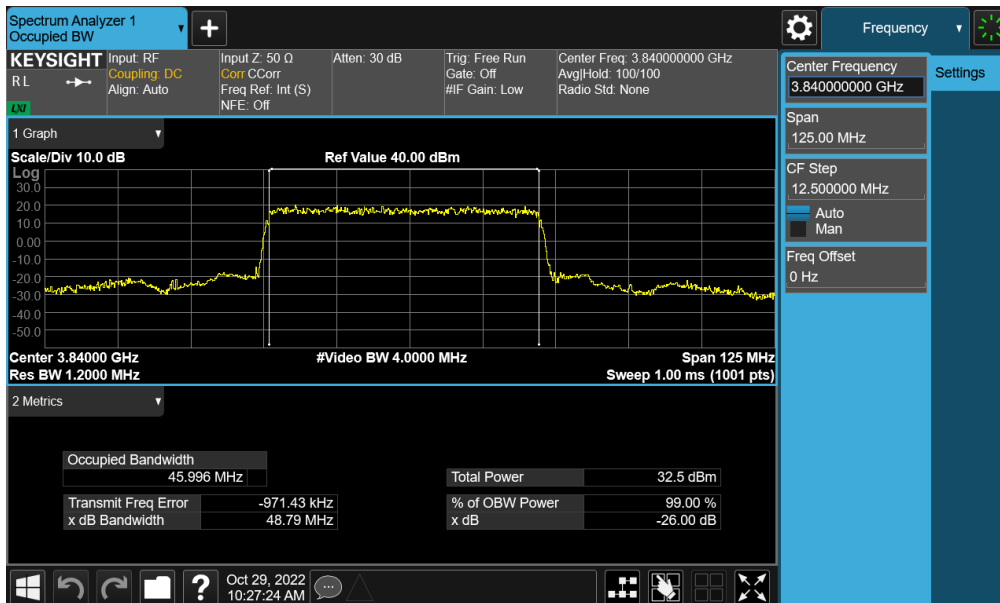 Spectrum Analyzer 1
Occupied BW
+
Frequency
KEYSIGHT
R L
LXI
Input: RF
Coupling: DC
Align: Auto
Input Z: 50 Ω
Corr CCorr
Freq Ref: Int (S)
NFE: Off
Atten: 30 dB
Trig: Free Run
Gate: Off
#IF Gain: Low
Center Freq: 3.840000000 GHz
Avg|Hold: 100/100
Radio Std: None
Center Frequency
3.840000000 GHz
Settings
Span
125.00 MHz
CF Step
12.500000 MHz
Auto
Man
Freq Offset
0 Hz
1 Graph
Scale/Div 10.0 dB
Ref Value 40.00 dBm
Log
30.0
20.0
10.0
0.00
-10.0
-20.0
-30.0
-40.0
-50.0
Center 3.84000 GHz
#Video BW 4.0000 MHz
Span 125 MHz
Res BW 1.2000 MHz
Sweep 1.00 ms (1001 pts)
2 Metrics
Occupied Bandwidth
45.996 MHz
Total Power 32.5 dBm
Transmit Freq Error -971.43 kHz
% of OBW Power 99.00 %
x dB Bandwidth 48.79 MHz
x dB -26.00 dB
?
Oct 29, 2022
10:27:24 AM